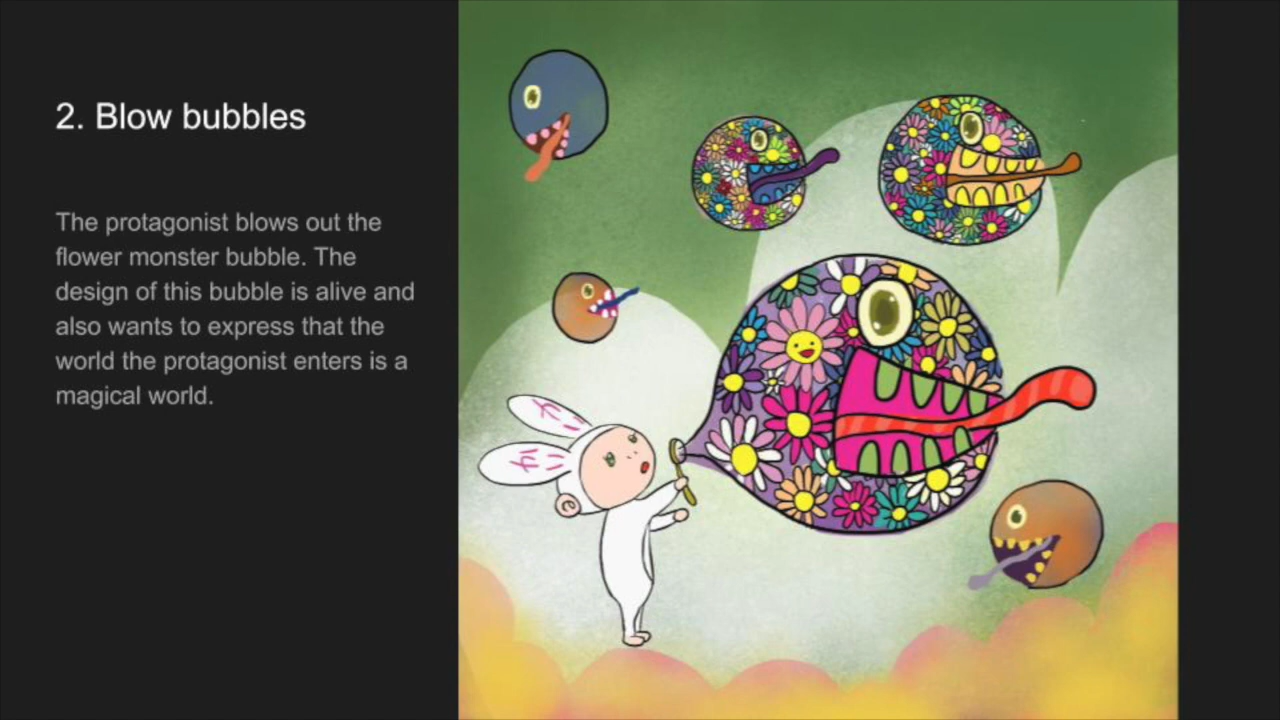 2. Blow bubbles
The protagonist blows out the
flower monster bubble. The
design of this bubble is alive and
also wants to express that the
world the protagonist enters is a
magical world.